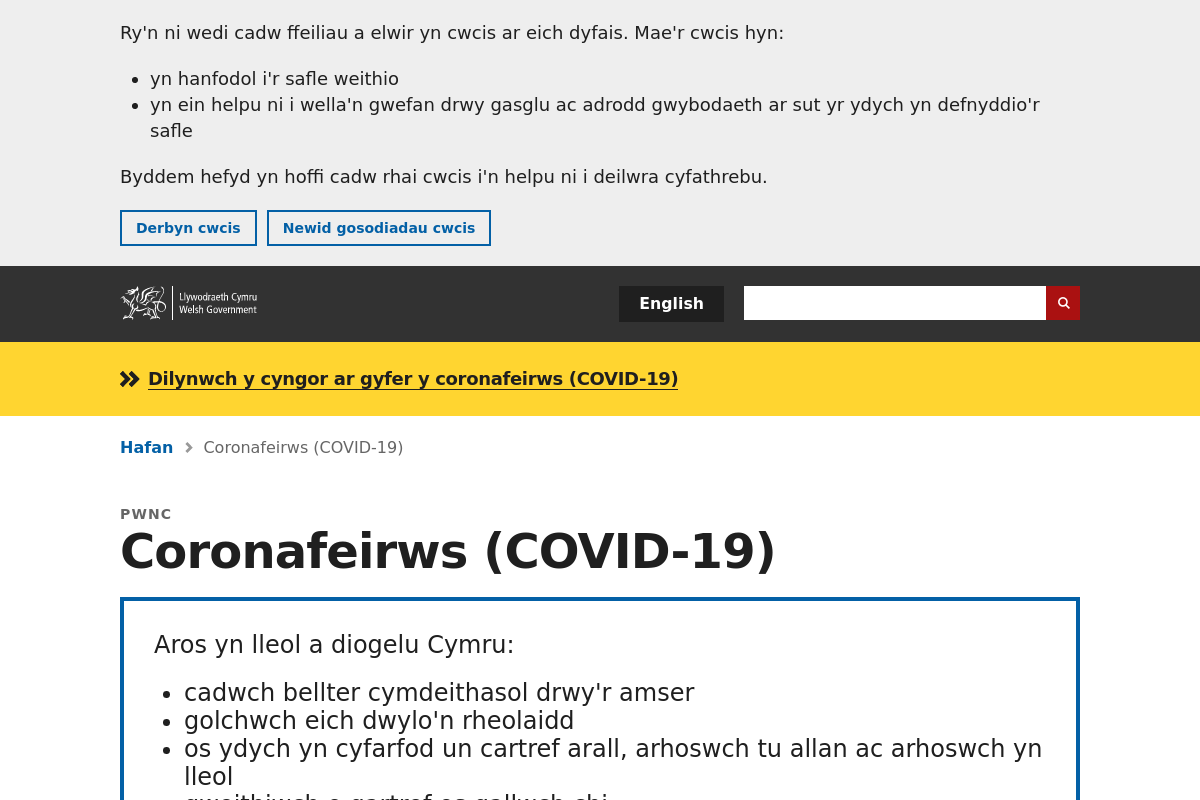 Ry'n ni wedi cadw ffeiliau a elwir yn cwcis ar eich dyfais. Mae'r cwcis hyn:
yn hanfodol i'r safle weithio
yn ein helpu ni i wella'n gwefan drwy gasglu ac adrodd gwybodaeth ar sut yr ydych yn defnyddio'r
safle
Byddem hefyd yn hoffi cadw rhai cwcis i'n helpu ni i deilwra cyfathrebu.
Derbyn cwcis
Newid gosodiadau cwcis
Llywodraeth Cymru
Welsh Government
English
Dilynwch y cyngor ar gyfer y coronafeirws (COVID-19)
Hafan
Coronafeirws (COVID-19)
PWNC
Coronafeirws (COVID-19)
Aros yn lleol a diogelu Cymru:
cadwch bellter cymdeithasol drwy'r amser
golchwch eich dwylo'n rheolaidd
os ydych yn cyfarfod un cartref arall, arhoswch tu allan ac arhoswch yn
lleol
gweithiwch o gartref os gallwch chi